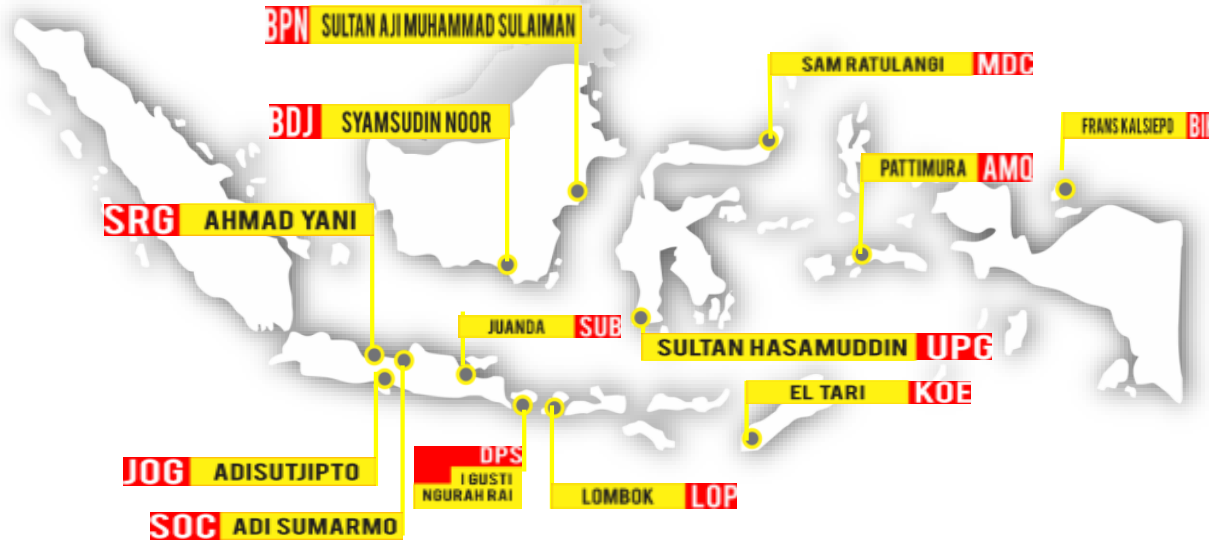 BPN SULTAN AJI MUHAMMAD SULAIMAN
SAM RATULANGI MDC
BDJ SYAMSUDIN NOOR
FRANS KALSIEPO
PATTIMURA AMQ
SRG AHMAD YANI
JUANDA SUB
SULTAN HASAMUDDIN UPG
EL TARI KOE
DPS
I GUSTI
NGURAH RAI
JOG ADISUTJIPTO
LOMBOK LOP
SOC ADI SUMARMO